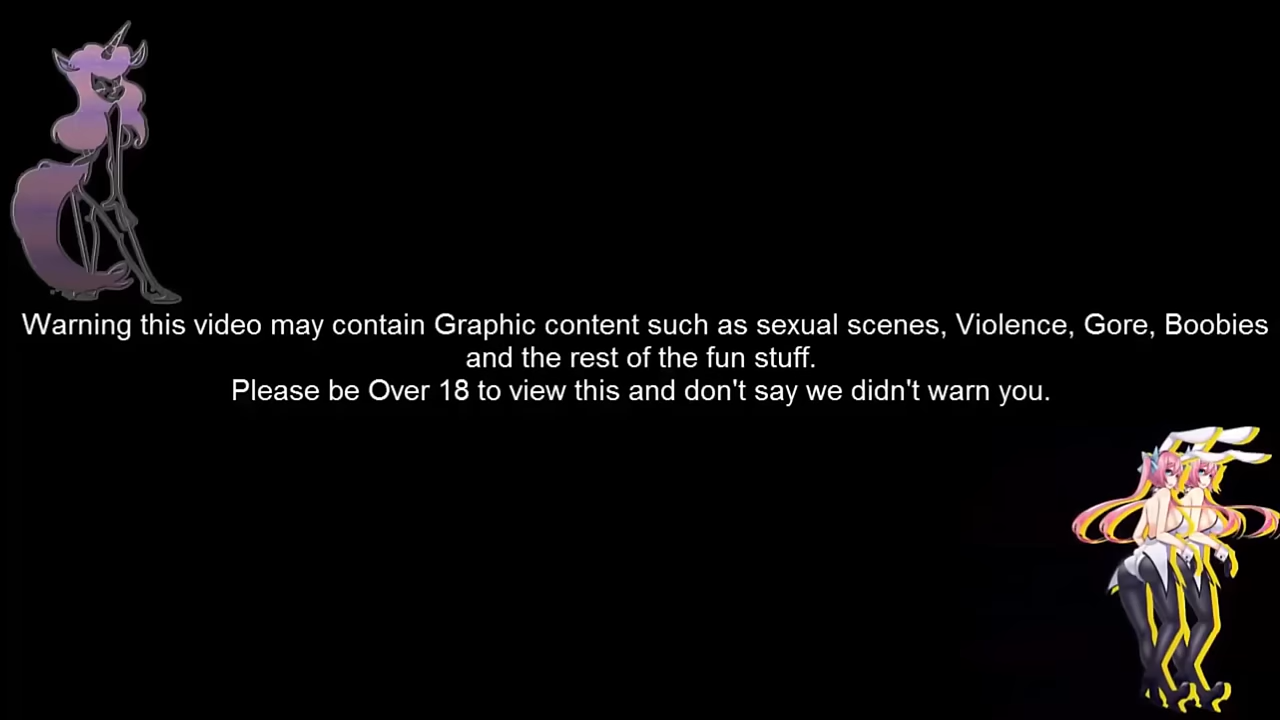 Warning this video may contain Graphic content such as sexual scenes, Violence, Gore, Boobies
and the rest of the fun stuff.
Please be Over 18 to view this and don't say we didn't warn you.